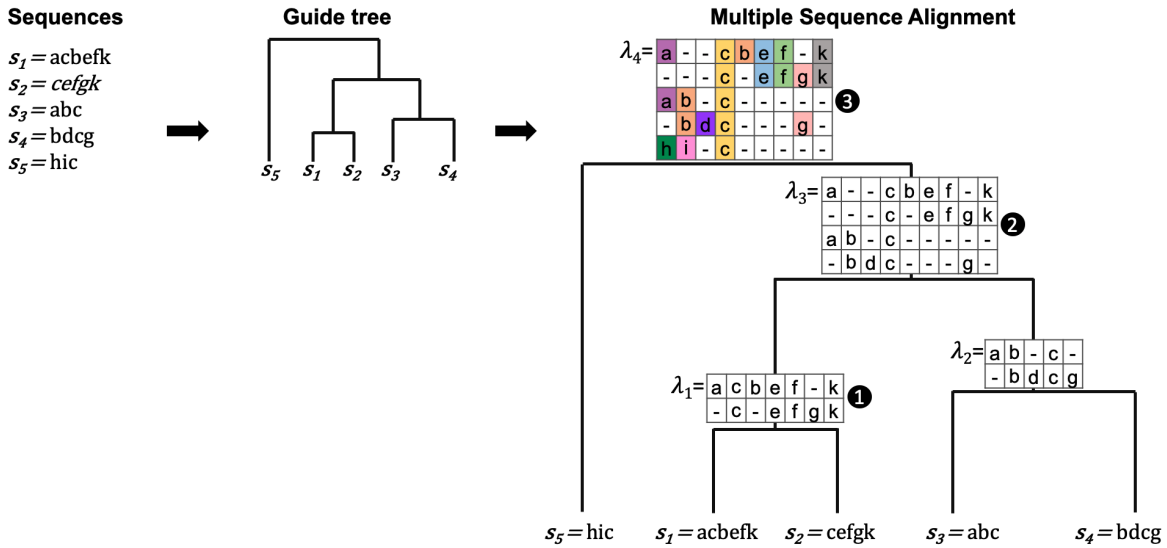 Sequences
s1 = acbefk
s2 = cefgk
s3 = abc
s4 = bdcg
s5 = hic
Guide tree
s5 s1 s2 s3 s4
Multiple Sequence Alignment
λ4=
a - - c b e f - k
- - - c - e f g k
a b - c - - - - -
- b d c - - - g -
h i - c - - - - -
3
λ3=
a - - c b e f - k
- - - c - e f g k
a b - c - - - - -
- b d c - - - g -
2
λ2=
a b - c -
- b d c g
λ1=
a c b e f - k
- c - e f g k
1
s5 = hic
s1 = acbefk
s2 = cefgk
s3 = abc
s4 = bdcg